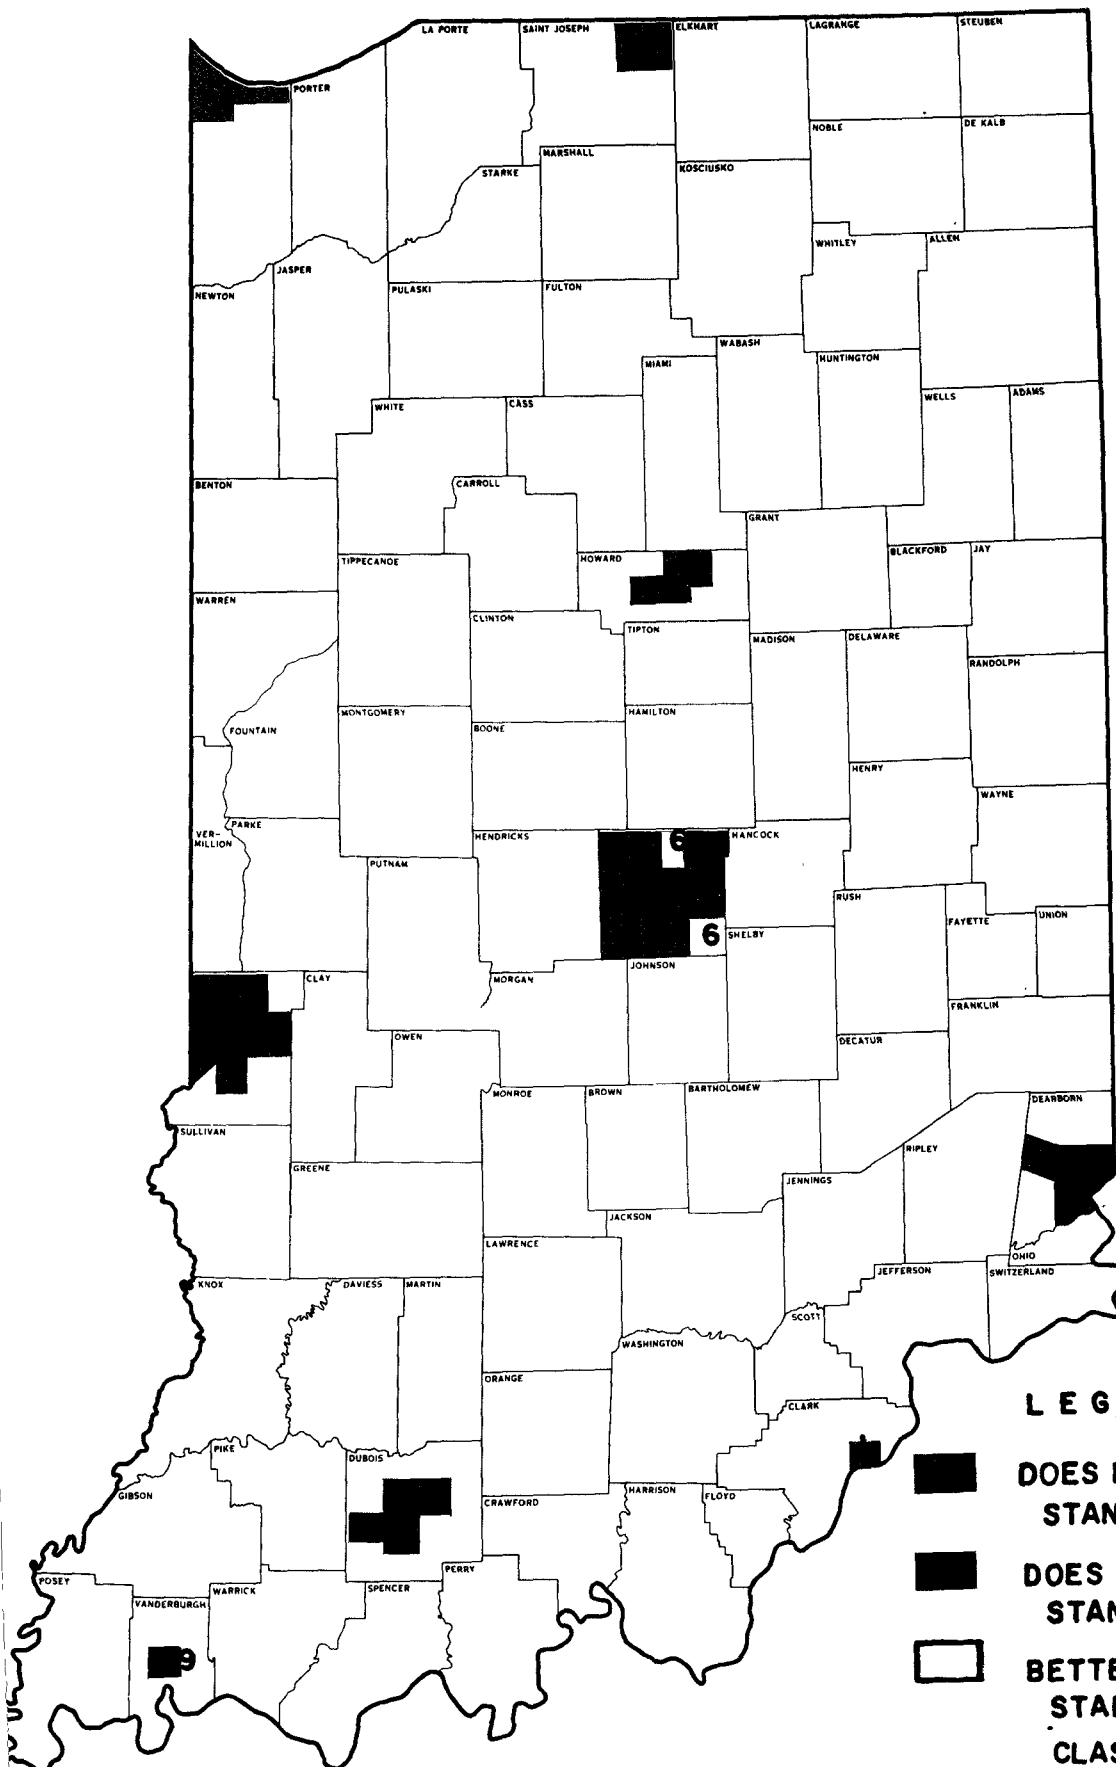 LA PORTE
SAINT JOSEPH
ELKHART
LAGRANGE
STEUBEN
PORTER
NOBLE
DE KALB
MARSHALL
STARKE
KOSCIUSKO
WHITLEY
ALLEN
JASPER
NEWTON
PULASKI
FULTON
WABASH
HUNTINGTON
MIAMI
WELLS
ADAMS
WHITE
CASS
BENTON
CARROLL
GRANT
BLACKFORD
JAY
HOWARD
TIPPECANOE
WARREN
CLINTON
TIPTON
MADISON
DELAWARE
RANDOLPH
MONTGOMERY
HAMILTON
FOUNTAIN
BOONE
HENRY
WAYNE
VER-
MILLION
PARKE
HENDRICKS
6
HANCOCK
PUTNAM
RUSH
FAYETTE
UNION
6
SHELBY
JOHNSON
CLAY
MORGAN
FRANKLIN
OWEN
DECATUR
MONROE
BROWN
BARTHOLOMEW
DEARBORN
SULLIVAN
RIPLEY
GREENE
JENNINGS
JACKSON
LAWRENCE
OHIO
KNOX
DAVIESS
MARTIN
JEFFERSON
SWITZERLAND
SCOTT
WASHINGTON
ORANGE
CLARK
LEG
PIKE
DUBOIS
DOES
STAN
GIBSON
CRAWFORD
HARRISON
FLOYD
POSEY
PERRY
SPENCER
WARRICK
VANDERBURGH
DOES
STAN
9
BETTE
STA
CLAS